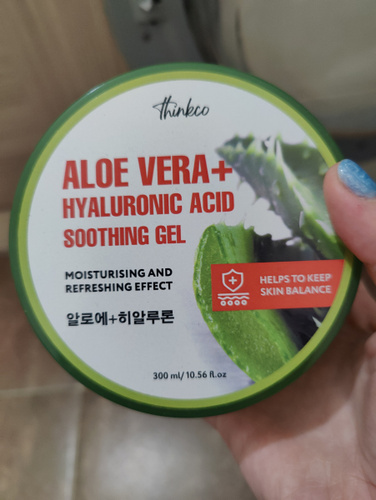 Thinkco
ALOE VERA+
HYALURONIC ACID
SOOTHING GEL
MOISTURISING AND
REFRESHING EFFECT
HELPS TO KEEP
SKIN BALANCE
알로에+히알루론
300 ml/ 10.56 fl.oz